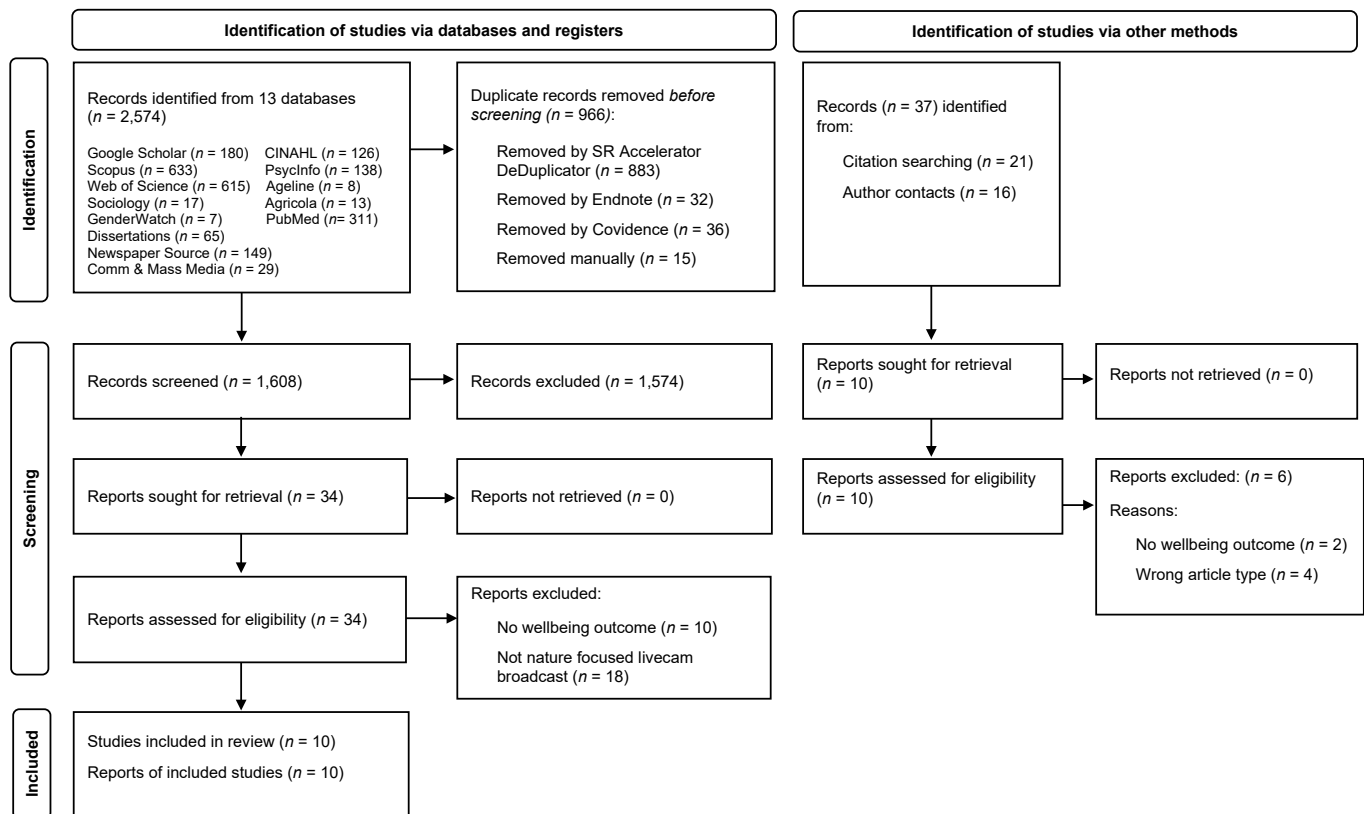 Identification of studies via databases and registers
Identification of studies via other methods
Identification
Records identified from 13 databases
(n = 2,574)
Google Scholar (n = 180)
Scopus (n = 633)
Web of Science (n = 615)
Sociology (n = 17)
GenderWatch (n = 7)
Dissertations (n = 65)
Newspaper Source (n = 149)
Comm & Mass Media (n = 29)
CINAHL (n = 126)
PsycInfo (n = 138)
Ageline (n = 8)
Agricola (n = 13)
PubMed (n= 311)
Duplicate records removed before
screening (n = 966):
Removed by SR Accelerator
DeDuplicator (n = 883)
Removed by Endnote (n = 32)
Removed by Covidence (n = 36)
Removed manually (n = 15)
Records (n = 37) identified
from:
Citation searching (n = 21)
Author contacts (n = 16)
Screening
Records screened (n = 1,608)
Records excluded (n = 1,574)
Reports sought for retrieval
(n = 10)
Reports not retrieved (n = 0)
Reports sought for retrieval (n = 34)
Reports not retrieved (n = 0)
Reports assessed for eligibility
(n = 10)
Reports excluded: (n = 6)
Reasons:
No wellbeing outcome (n = 2)
Wrong article type (n = 4)
Reports assessed for eligibility (n = 34)
Reports excluded:
No wellbeing outcome (n = 10)
Not nature focused livecam
broadcast (n = 18)
Included
Studies included in review (n = 10)
Reports of included studies (n = 10)